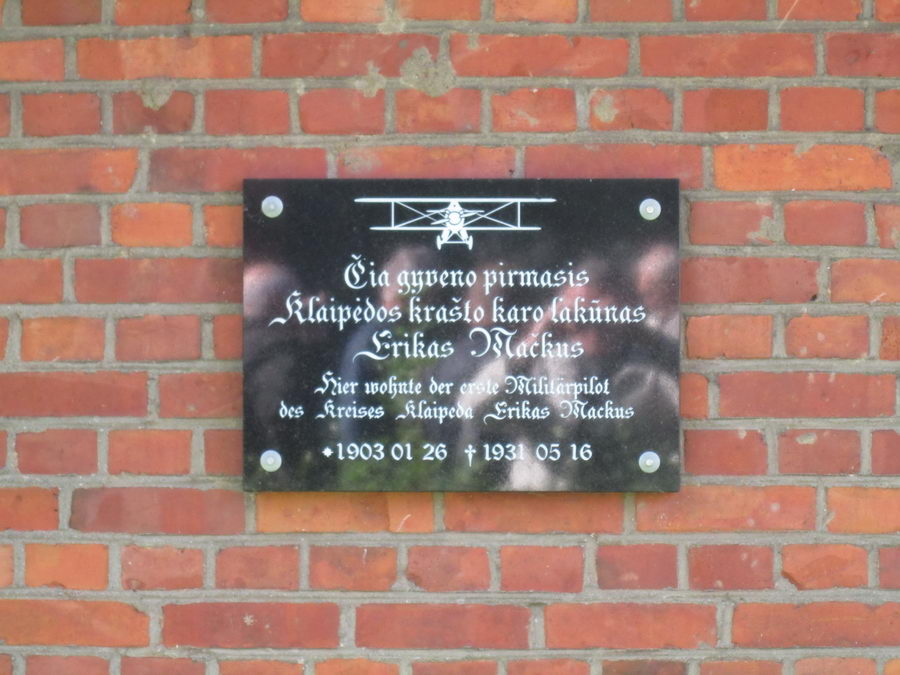 Čia gyveno pirmasis
Klaipėdos krašto karo lakūnas
Erikas Mačkus
Hier wohnte der erste Militärpilot
des Kreises Klaipeda Erikas Mackus
*1903 01 26 †1931 05 16